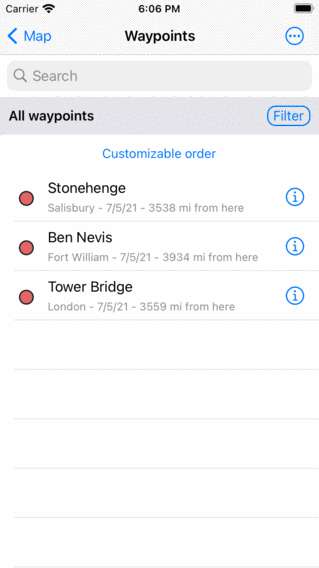 Carrier 6:06 PM
Map Waypoints
Search
All waypoints Filter
Customizable order
Stonehenge
Salisbury - 7/5/21 - 3538 mi from here
Ben Nevis
Fort William - 7/5/21 - 3934 mi from here
Tower Bridge
London - 7/5/21 - 3559 mi from here